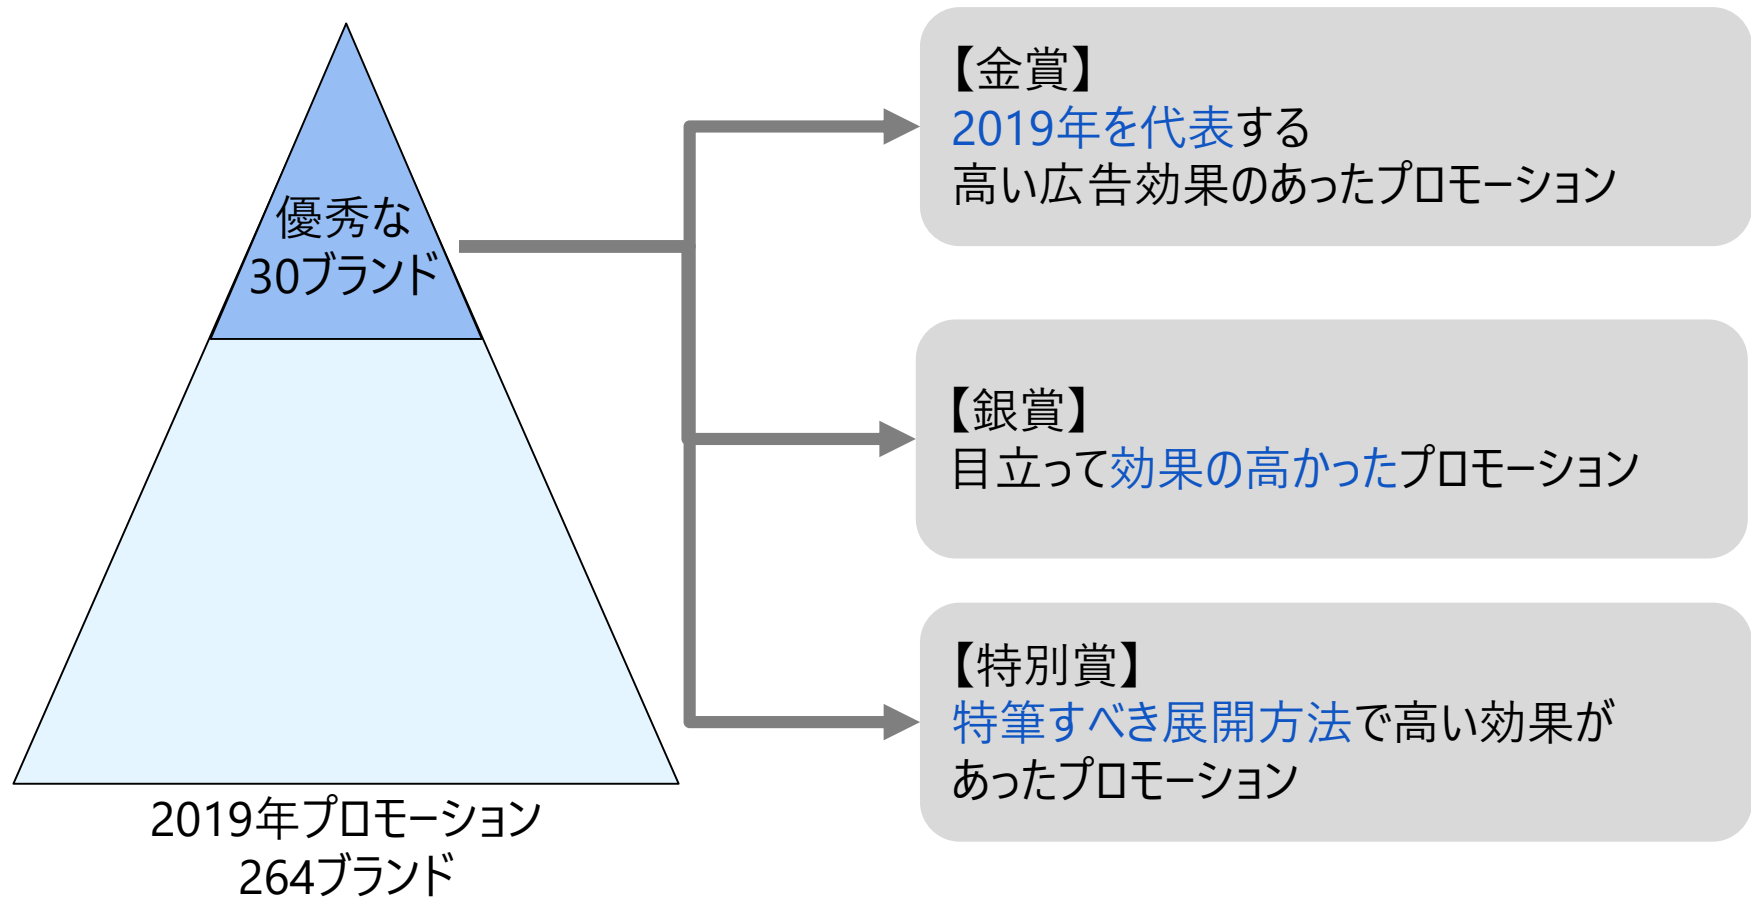 優秀な
30ブランド
2019年プロモーション
264ブランド
【金賞】
2019年を代表する
高い広告効果のあったプロモーション
【銀賞】
目立って効果の高かったプロモーション
【特別賞】
特筆すべき展開方法で高い効果が
あったプロモーション